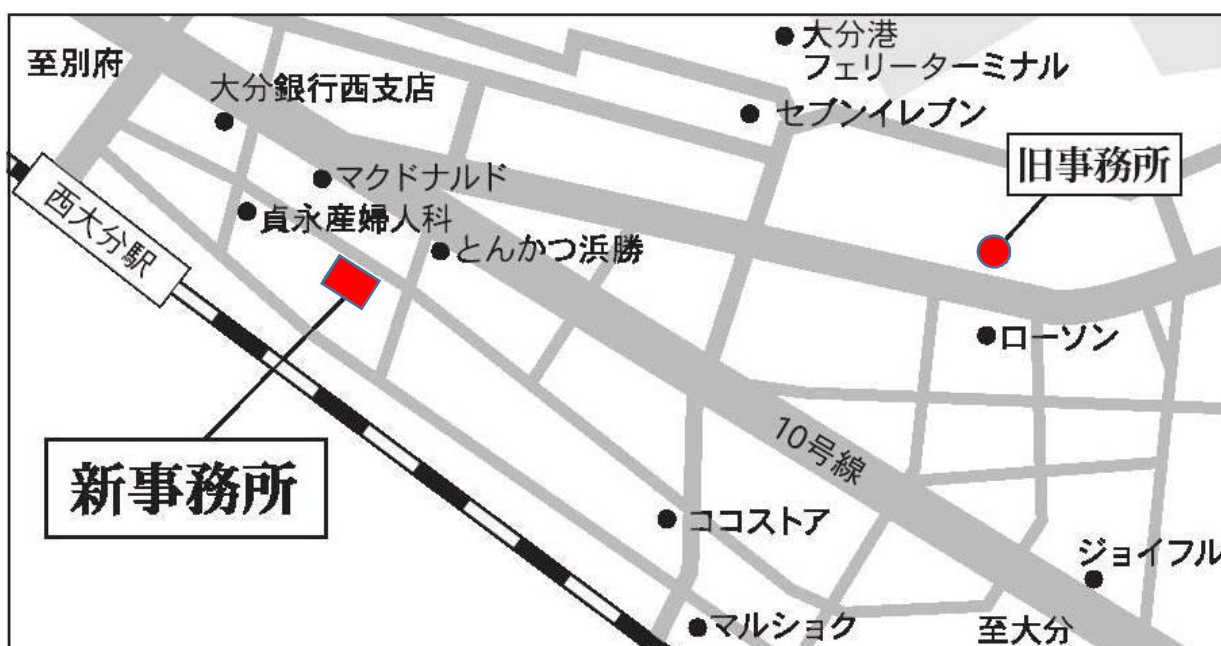 至別府
大分銀行西支店
大分港
フェリーターミナル
セブンイレブン
旧事務所
マクドナルド
貞永産婦人科
とんかつ浜勝
西大分駅
ローソン
新事務所
10号線
ココストア
ジョイフル
マルショク
至大分